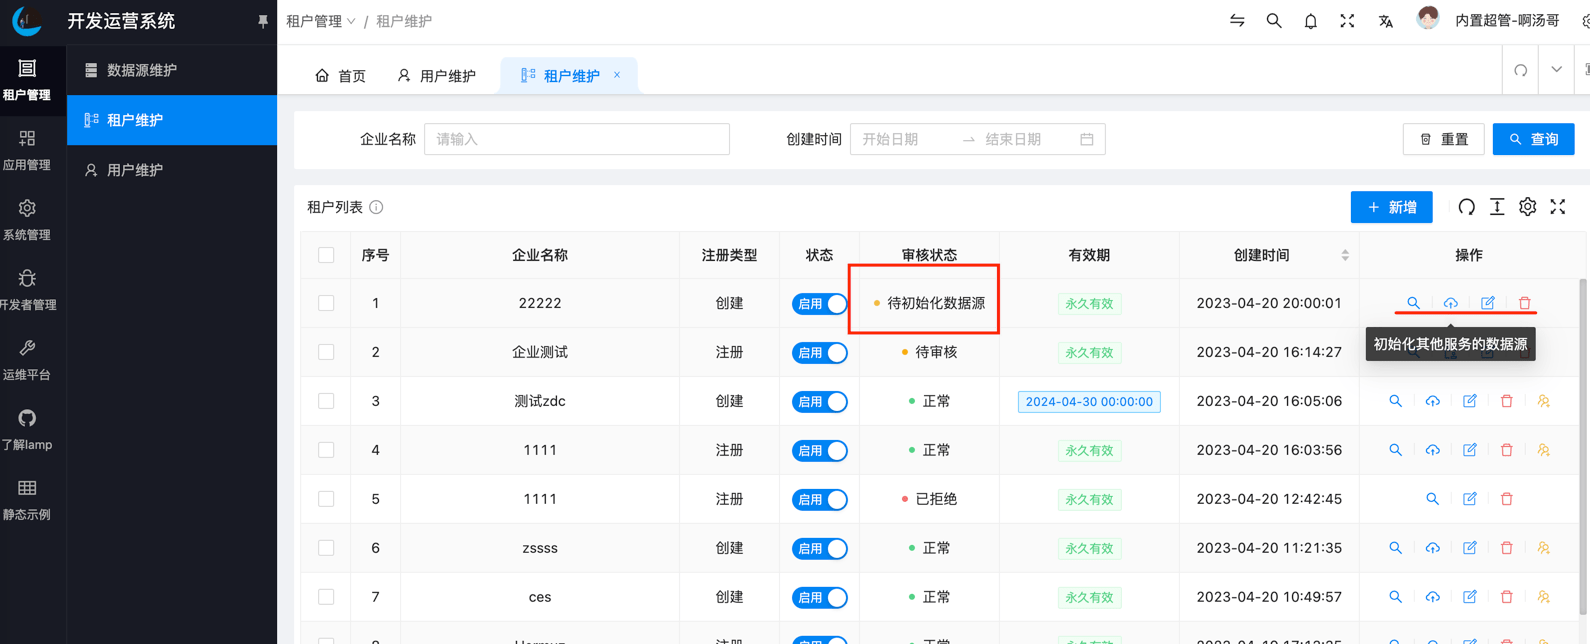 开发运营系统
租户管理 / 租户维护
内置超管-啊汤哥
租户管理
应用管理
系统管理
开发者管理
运维平台
了解lamp
静态示例
数据源维护
租户维护
用户维护
首页 用户维护 租户维护 ×
企业名称 请输入 创建时间 开始日期 → 结束日期 重置 查询
租户列表 + 新增
序号 企业名称 注册类型 状态 审核状态 有效期 创建时间 操作
1 22222 创建 启用 待初始化数据源 永久有效 2023-04-20 20:00:01
初始化其他服务的数据源
2 企业测试 注册 启用 待审核 永久有效 2023-04-20 16:14:27
3 测试zdc 创建 启用 正常 2024-04-30 00:00:00 2023-04-20 16:05:06
4 1111 创建 启用 正常 永久有效 2023-04-20 16:03:56
5 1111 注册 启用 已拒绝 永久有效 2023-04-20 12:42:45
6 zssss 创建 启用 正常 永久有效 2023-04-20 11:21:35
7 ces 创建 启用 正常 永久有效 2023-04-20 10:49:57